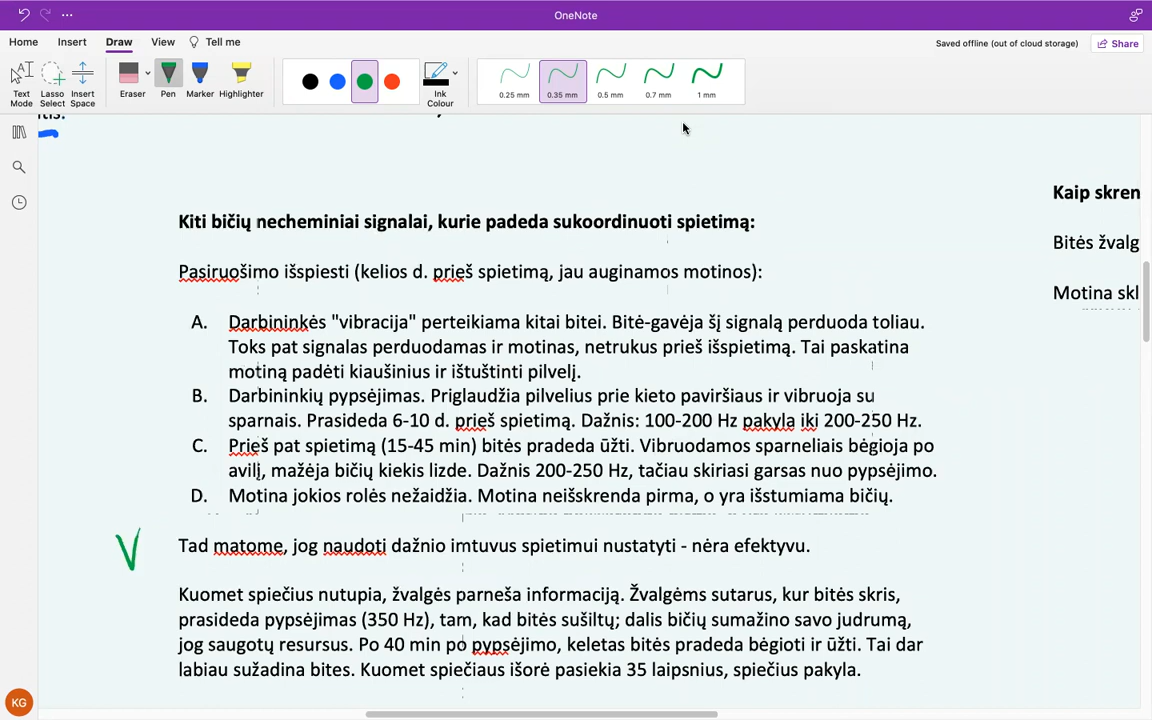 OneNote
Home Insert Draw View Tell me
Saved offline (out of cloud storage) Share
Text Mode
Lasso Select
Insert Space
Eraser
Pen
Marker
Highlighter
Ink Colour
0.25 mm 0.35 mm 0.5 mm 0.7 mm 1 mm
Kiti bičių necheminiai signalai, kurie padeda sukoordinuoti spietimą:
Pasiruošimo išspiesti (kelios d. prieš spietimą, jau auginamos motinos):
A. Darbininkės "vibracija" perteikiama kitai bitei. Bitė-gavėja šį signalą perduoda toliau.
Toks pat signalas perduodamas ir motinas, netrukus prieš išspietimą. Tai paskatina
motiną padėti kiaušinius ir ištuštinti pilvelį.
B. Darbininkių pypsėjimas. Priglaudžia pilvelius prie kieto paviršiaus ir vibruoja su
sparnais. Prasideda 6-10 d. prieš spietimą. Dažnis: 100-200 Hz pakyla iki 200-250 Hz.
C. Prieš pat spietimą (15-45 min) bitės pradeda ūžti. Vibruodamos sparneliais bėgioja po
avilį, mažėja bičių kiekis lizde. Dažnis 200-250 Hz, tačiau skiriasi garsas nuo pypsėjimo.
D. Motina jokios rolės nežaidžia. Motina neišskrenda pirma, o yra išstumiama bičių.
Tad matome, jog naudoti dažnio imtuvus spietimui nustatyti - nėra efektyvu.
Kuomet spiečius nutupia, žvalgės parneša informaciją. Žvalgėms sutarus, kur bitės skris,
prasideda pypsėjimas (350 Hz), tam, kad bitės sušiltų; dalis bičių sumažino savo judrumą,
jog saugotų resursus. Po 40 min po pypsėjimo, keletas bitės pradeda bėgioti ir ūžti. Tai dar
labiau sužadina bites. Kuomet spiečiaus išorė pasiekia 35 laipsnius, spiečius pakyla.
Kaip skren
Bitės žvalg
Motina skl
KG